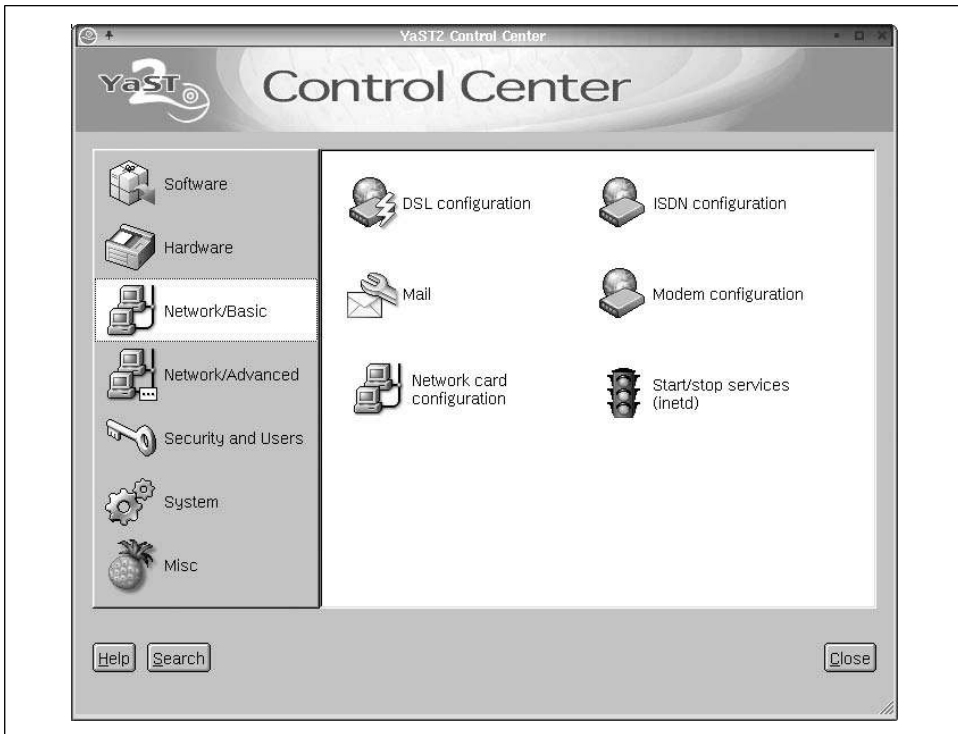 YaST2 Control Center
YaST
2
Control Center
Software
Hardware
Network/Basic
Network/Advanced
Security and Users
System
Misc
DSL configuration
ISDN configuration
Mail
Modem configuration
Network card
configuration
Start/stop services
(inetd)
Help
Search
Close